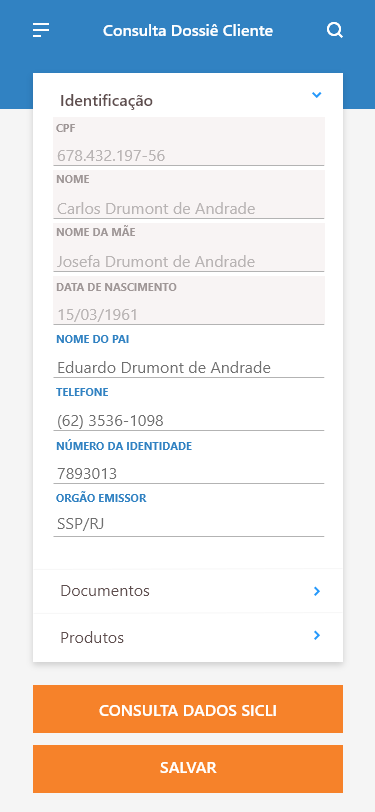 Consulta Dossiê Cliente
Identificação
CPF
678.432.197-56
NOME
Carlos Drumont de Andrade
NOME DA MÃE
Josefa Drumont de Andrade
DATA DE NASCIMENTO
15/03/1961
NOME DO PAI
Eduardo Drumont de Andrade
TELEFONE
(62) 3536-1098
NÚMERO DA IDENTIDADE
7893013
ORGÃO EMISSOR
SSP/RJ
Documentos
Produtos
CONSULTA DADOS SICLI
SALVAR